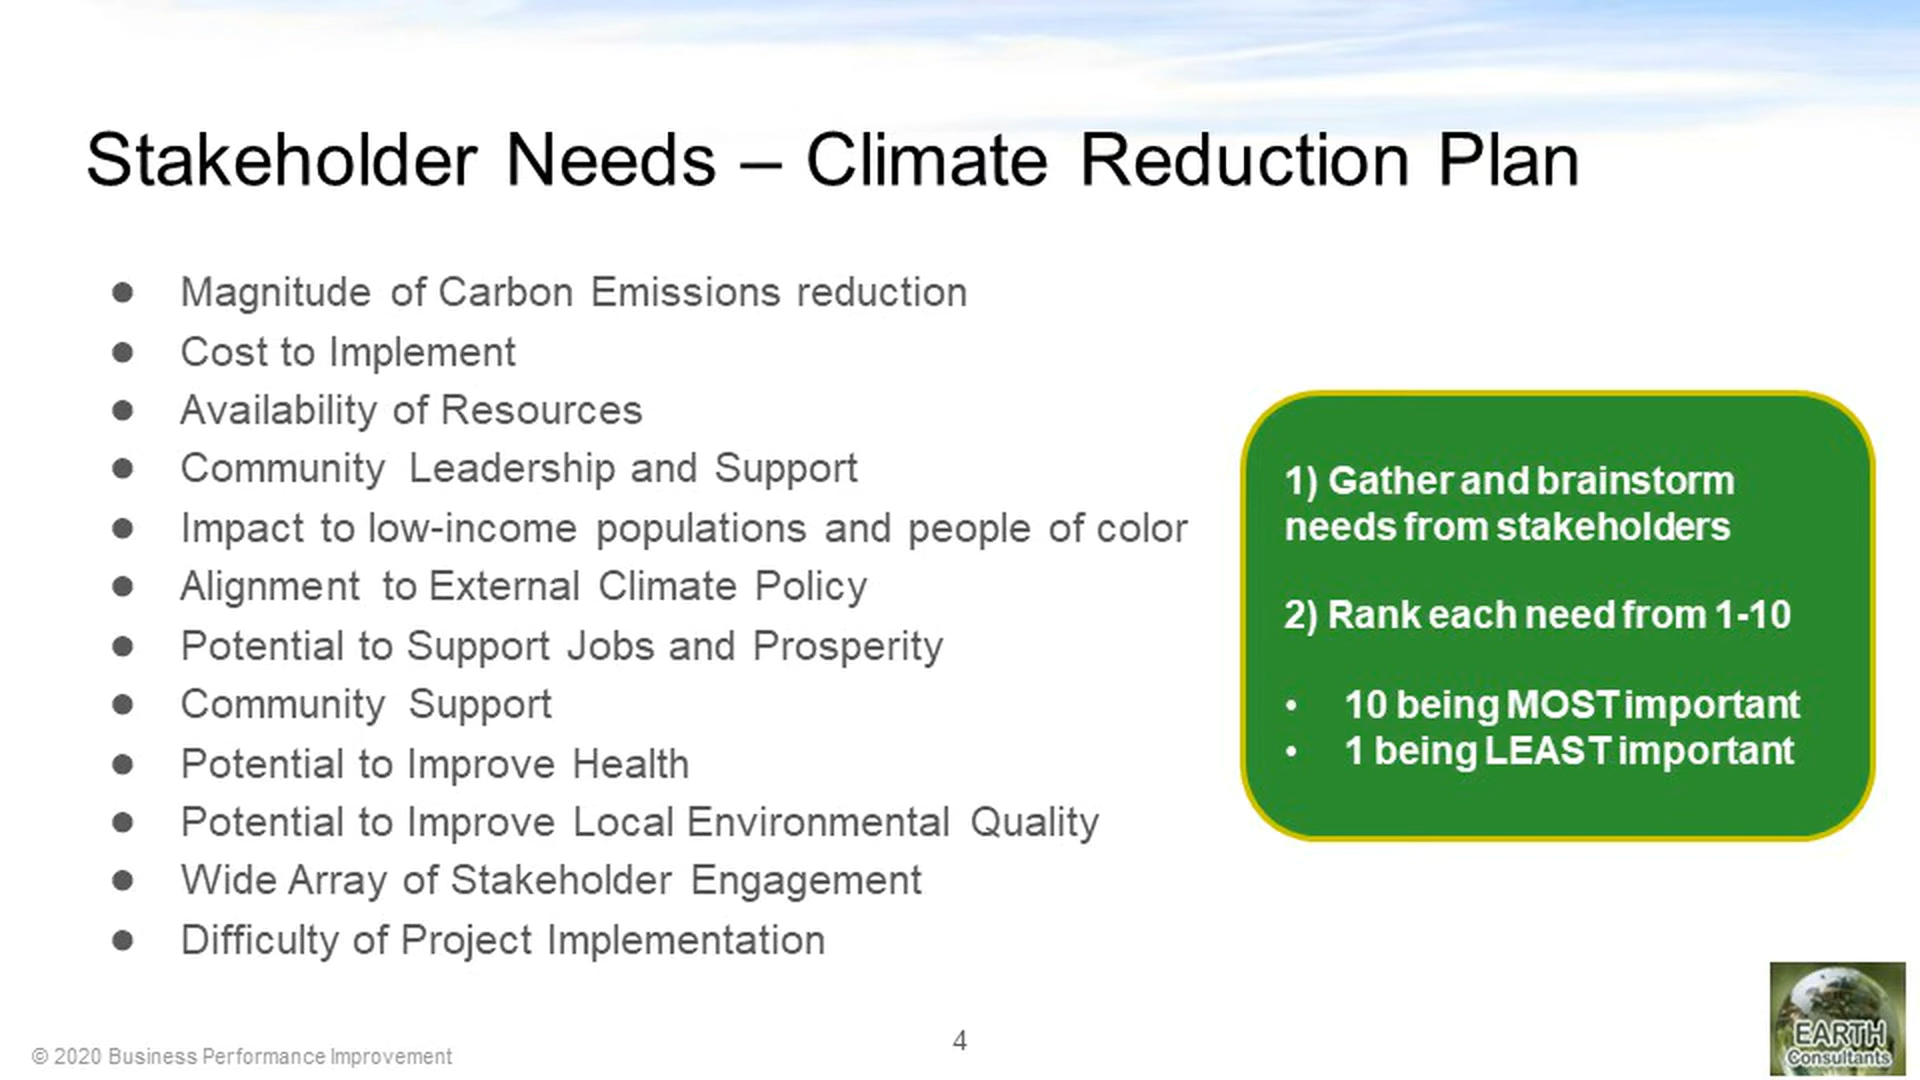 Stakeholder Needs – Climate Reduction Plan
● Magnitude of Carbon Emissions reduction
● Cost to Implement
● Availability of Resources
● Community Leadership and Support
● Impact to low-income populations and people of color
● Alignment to External Climate Policy
● Potential to Support Jobs and Prosperity
● Community Support
● Potential to Improve Health
● Potential to Improve Local Environmental Quality
● Wide Array of Stakeholder Engagement
● Difficulty of Project Implementation
1) Gather and brainstorm
needs from stakeholders
2) Rank each need from 1-10
• 10 being MOST important
• 1 being LEAST important
© 2020 Business Performance Improvement
4
EARTH
Consultants